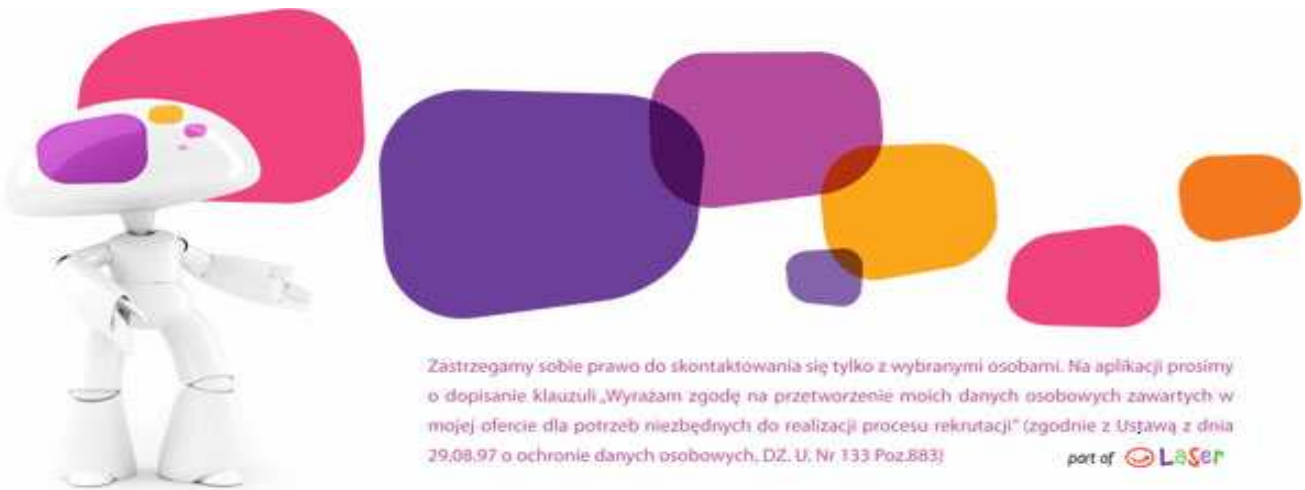 Zastrzegamy sobie prawo do skontaktowania się tylko z wybranymi osobami. Na aplikacji prosimy
o dopisanie klauzuli „Wyrażam zgodę na przetworzenie moich danych osobowych zawartych w
mojej ofercie dla potrzeb niezbędnych do realizacji procesu rekrutacji" (zgodnie z Ustawą z dnia
29.08.97 o ochronie danych osobowych, DZ. U. Nr 133 Poz.883)
part of LaSer